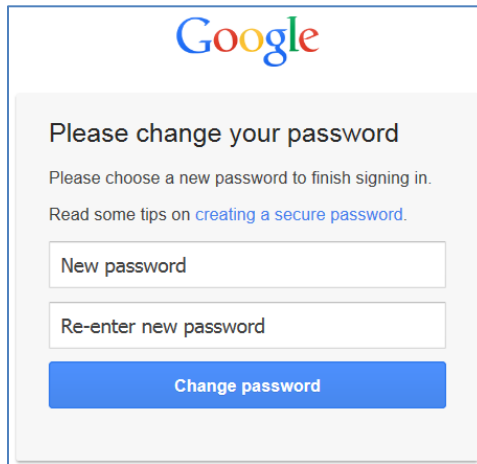 Google
Please change your password
Please choose a new password to finish signing in.
Read some tips on creating a secure password.
New password
Re-enter new password
Change password